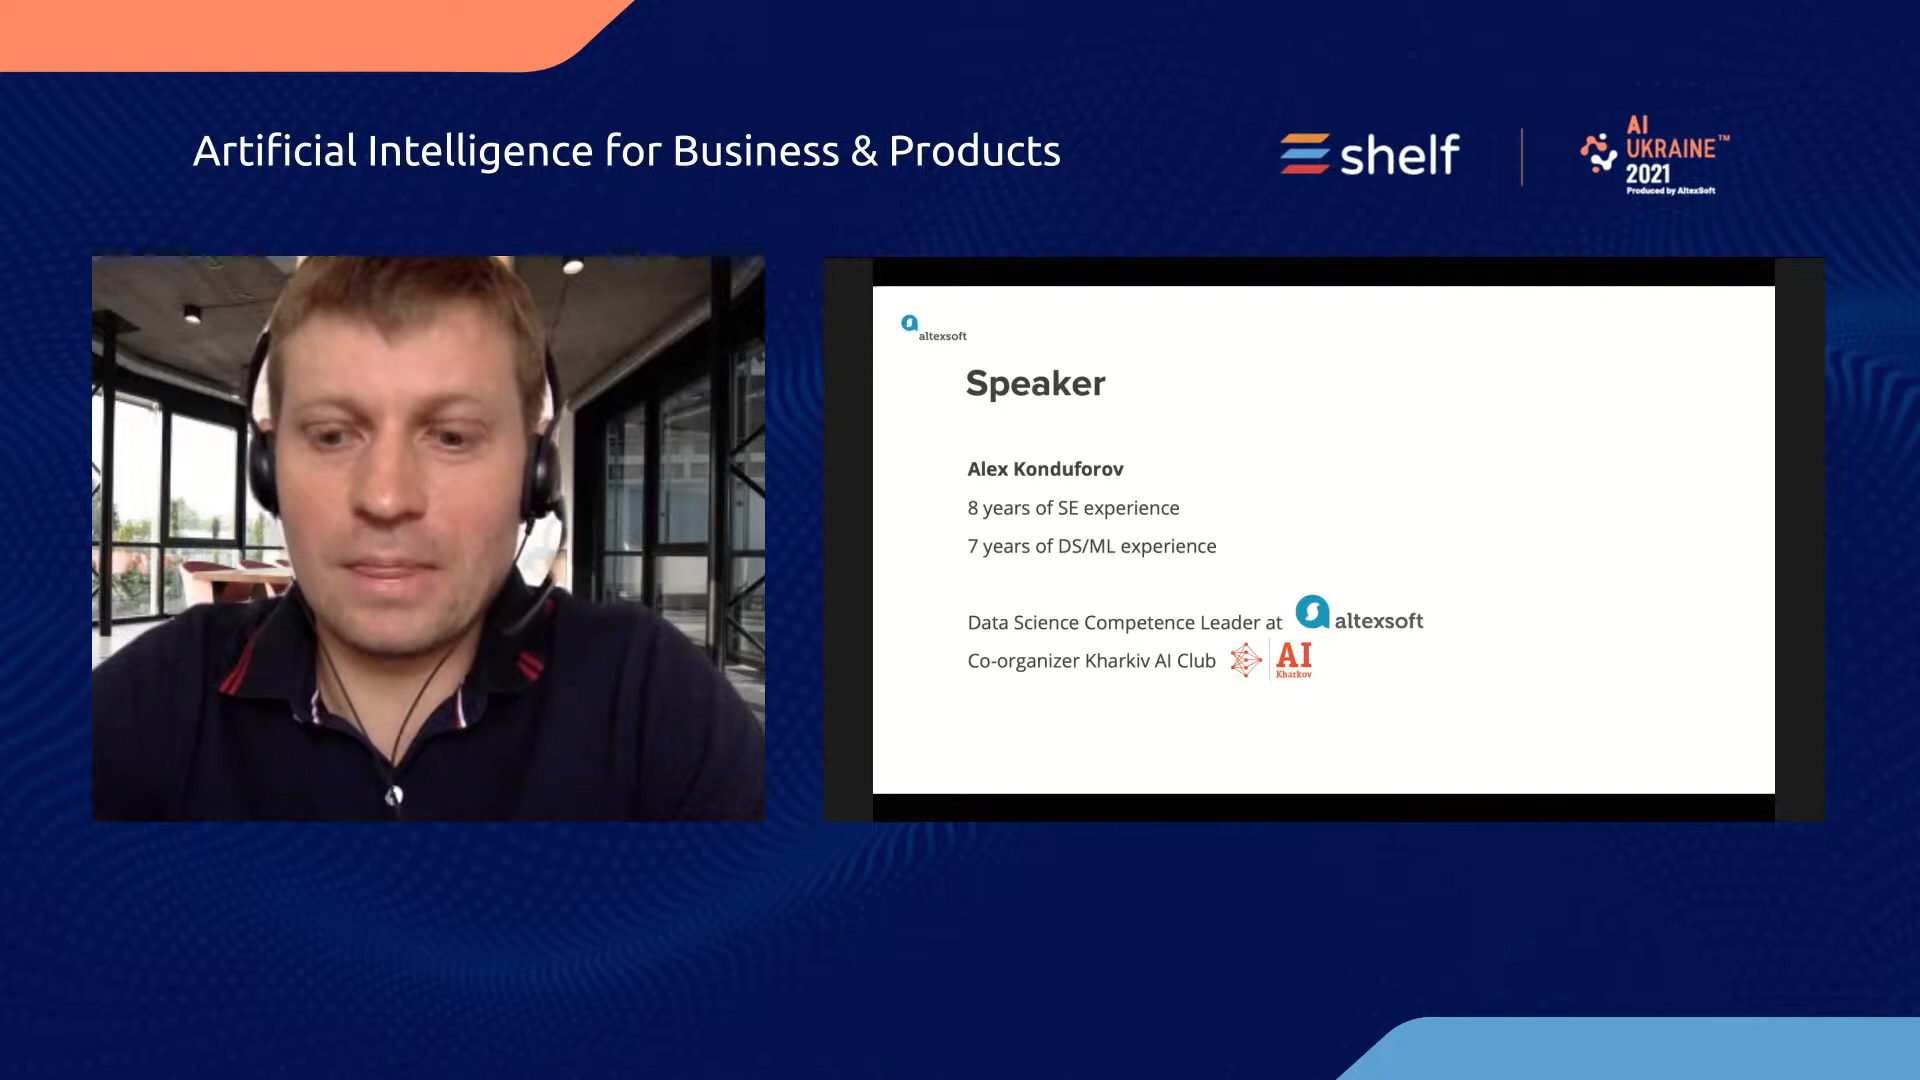 Artificial Intelligence for Business & Products
shelf
AI
UKRAINE™
2021
Produced by AltexSoft
altexsoft
Speaker
Alex Konduforov
8 years of SE experience
7 years of DS/ML experience
Data Science Competence Leader at altexsoft
Co-organizer Kharkiv AI Club AI
Kharkov